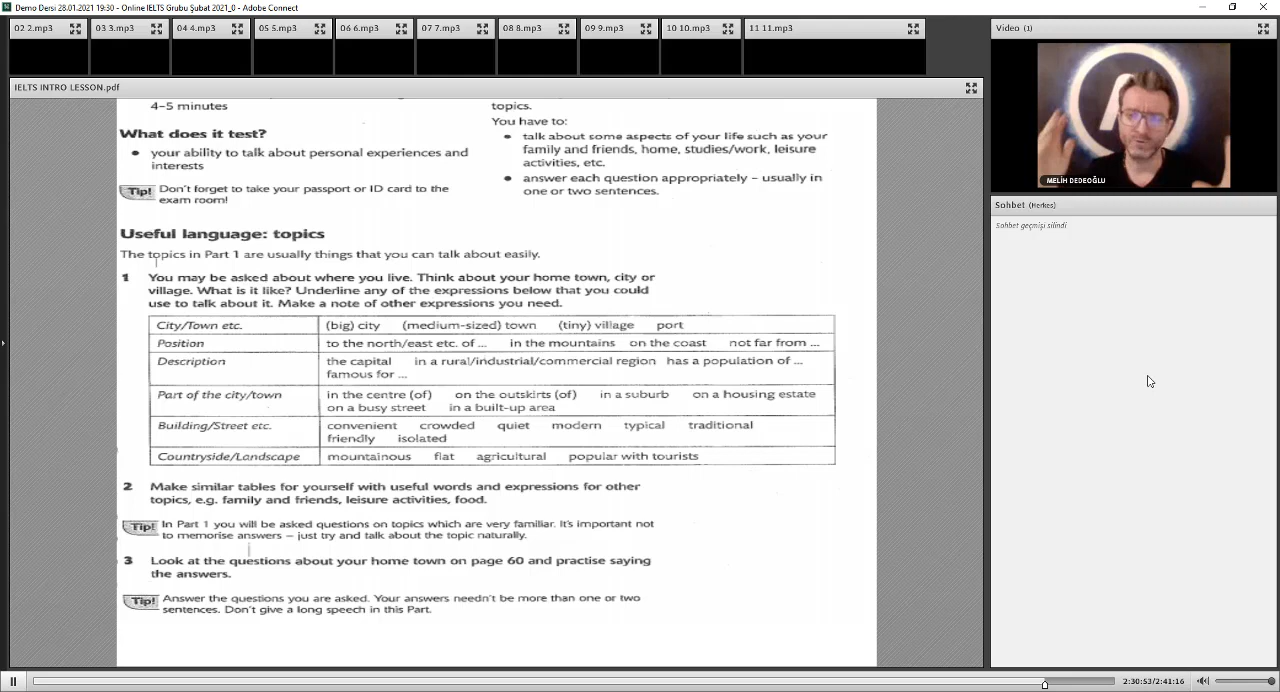 Demo Dersi 28.01.2021 19:30 - Online IELTS Grubu Şubat 2021_0 - Adobe Connect
02 2.mp3
03 3.mp3
04 4.mp3
05 5.mp3
06 6.mp3
07 7.mp3
08 8.mp3
09 9.mp3
10 10.mp3
11 11.mp3
IELTS INTRO LESSON.pdf
4–5 minutes
What does it test?
• your ability to talk about personal experiences and
interests
Tip! Don't forget to take your passport or ID card to the
exam room!
topics.
You have to:
• talk about some aspects of your life such as your
family and friends, home, studies/work, leisure
activities, etc.
• answer each question appropriately – usually in
one or two sentences.
Useful language: topics
The topics in Part 1 are usually things that you can talk about easily.
1 You may be asked about where you live. Think about your home town, city or
village. What is it like? Underline any of the expressions below that you could
use to talk about it. Make a note of other expressions you need.
City/Town etc. (big) city (medium-sized) town (tiny) village port
Position to the north/east etc. of ... in the mountains on the coast not far from ...
Description the capital in a rural/industrial/commercial region has a population of ...
famous for ...
Part of the city/town in the centre (of) on the outskirts (of) in a suburb on a housing estate
on a busy street in a built-up area
Building/Street etc. convenient crowded quiet modern typical traditional
friendly isolated
Countryside/Landscape mountainous flat agricultural popular with tourists
2 Make similar tables for yourself with useful words and expressions for other
topics, e.g. family and friends, leisure activities, food.
Tip! In Part 1 you will be asked questions on topics which are very familiar. It's important not
to memorise answers – just try and talk about the topic naturally.
3 Look at the questions about your home town on page 60 and practise saying
the answers.
Tip! Answer the questions you are asked. Your answers needn't be more than one or two
sentences. Don't give a long speech in this Part.
Video (1)
MELİH DEDEOĞLU
Sohbet (Herkes)
Sohbet geçmişi silindi
2:30:53/2:41:16